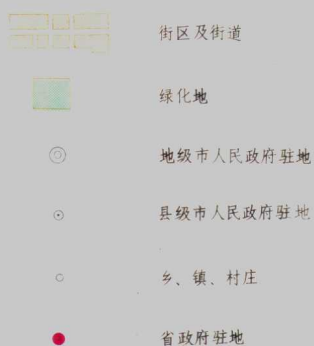 街区及街道
绿化地
地级市人民政府驻地
县级市人民政府驻地
乡、镇、村庄
省政府驻地